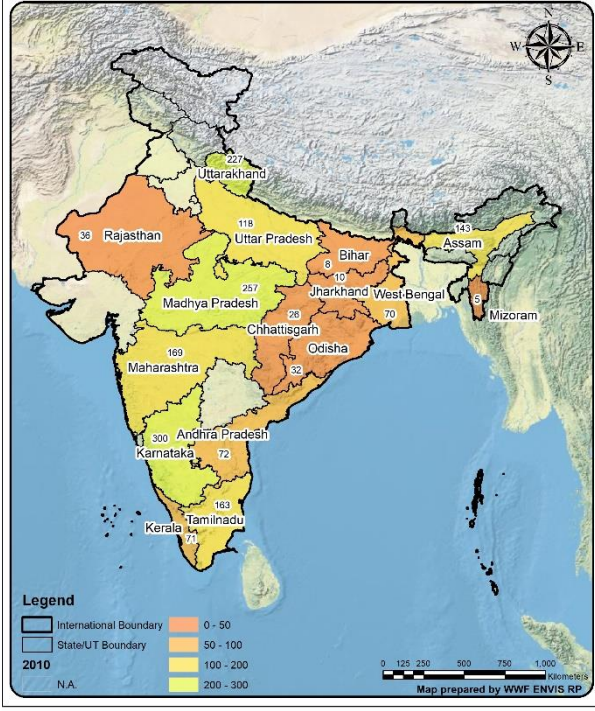 N
W E
S
227
Uttarakhand
36 Rajasthan
118
Uttar Pradesh
143
Assam
Bihar
8
10
Jharkhand
257
Madhya Pradesh
West Bengal
70
5
Mizoram
26
Chhattisgarh
Odisha
32
169
Maharashtra
300
Karnataka
Andhra Pradesh
72
163
Tamilnadu
Kerala
71
Legend
International Boundary
State/UT Boundary
2010
N.A.
0 - 50
50 - 100
100 - 200
200 - 300
0 125 250 500 750 1,000
Kilometers
Map prepared by WWF ENVIS RP